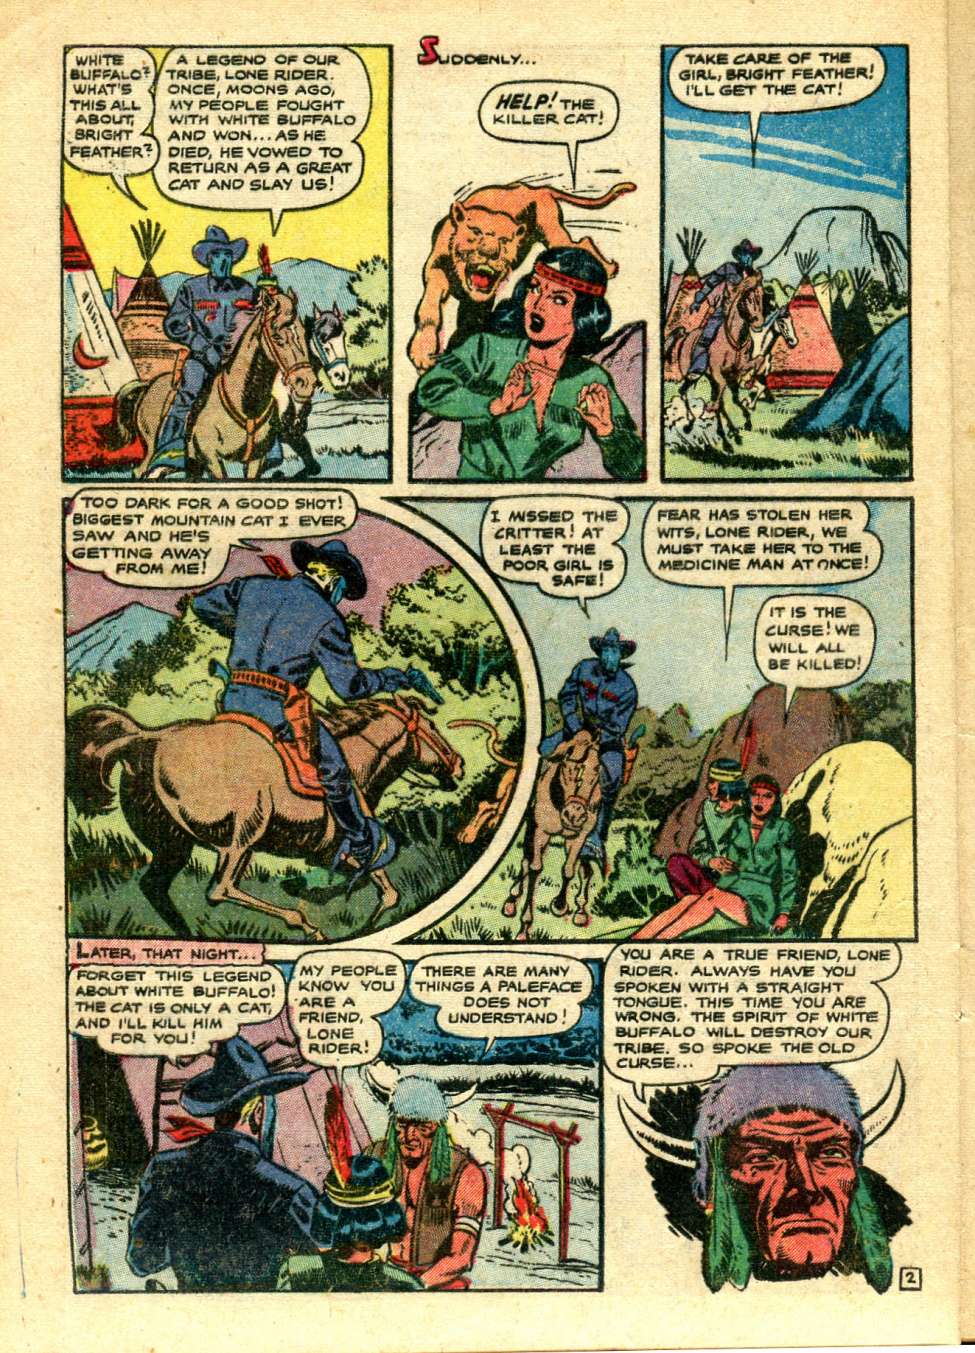 WHITE
BUFFALO?
WHAT'S
THIS ALL
ABOUT,
BRIGHT
FEATHER?
A LEGEND OF OUR
TRIBE, LONE RIDER.
ONCE, MOONS AGO,
MY PEOPLE FOUGHT
WITH WHITE BUFFALO
AND WON... AS HE
DIED, HE VOWED TO
RETURN AS A GREAT
CAT AND SLAY US!
SUDDENLY...
HELP! THE
KILLER CAT!
TAKE CARE OF THE
GIRL, BRIGHT FEATHER!
I'LL GET THE CAT!
TOO DARK FOR A GOOD SHOT!
BIGGEST MOUNTAIN CAT I EVER
SAW AND HE'S
GETTING AWAY
FROM ME!
I MISSED THE
CRITTER! AT
LEAST THE
POOR GIRL IS
SAFE!
FEAR HAS STOLEN HER
WITS, LONE RIDER, WE
MUST TAKE HER TO THE
MEDICINE MAN AT ONCE!
IT IS THE
CURSE! WE
WILL ALL
BE KILLED!
LATER, THAT NIGHT...
FORGET THIS LEGEND
ABOUT WHITE BUFFALO!
THE CAT IS ONLY A CAT,
AND I'LL KILL HIM
FOR YOU!
MY PEOPLE
KNOW YOU
ARE A
FRIEND,
LONE
RIDER!
THERE ARE MANY
THINGS A PALEFACE
DOES NOT
UNDERSTAND!
YOU ARE A TRUE FRIEND, LONE
RIDER. ALWAYS HAVE YOU
SPOKEN WITH A STRAIGHT
TONGUE. THIS TIME YOU ARE
WRONG. THE SPIRIT OF WHITE
BUFFALO WILL DESTROY OUR
TRIBE. SO SPOKE THE OLD
CURSE...
2